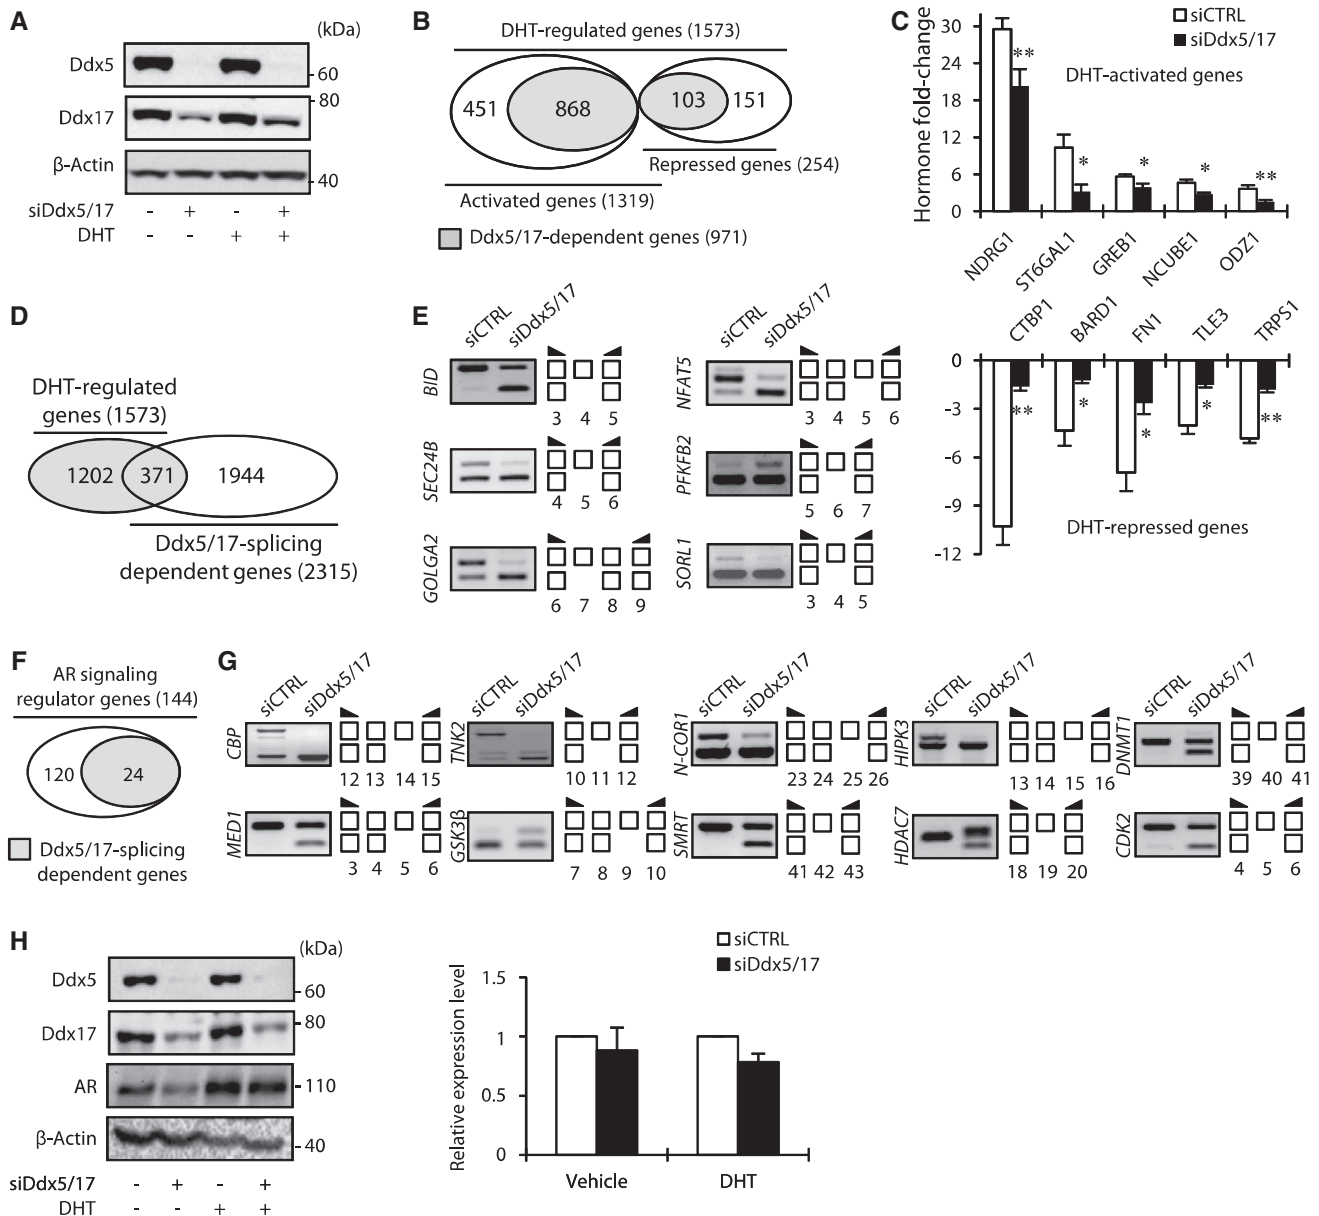 A
(kDa)
Ddx5
60
80
Ddx17
β-Actin
40
siDdx5/17 - + - +
DHT - - + +
B
DHT-regulated genes (1573)
451 868 103 151
Repressed genes (254)
Activated genes (1319)
Ddx5/17-dependent genes (971)
C
siCTRL
siDdx5/17
DHT-activated genes
Hormone fold-change
30
24
18
12
6
0
** * * * **
NDRG1 ST6GAL1 GREB1 NCUBE1 ODZ1
CTBP1 BARD1 FN1 TLE3 TRPS1
0
-3
-6
-9
-12
** * * * **
DHT-repressed genes
D
DHT-regulated
genes (1573)
1202 371 1944
Ddx5/17-splicing
dependent genes (2315)
E
siCTRL siDdx5/17
BID
3 4 5
SEC24B
4 5 6
GOLGA2
6 7 8 9
siCTRL siDdx5/17
NFAT5
3 4 5 6
PFKFB2
5 6 7
SORL1
3 4 5
F
AR signaling
regulator genes (144)
120 24
Ddx5/17-splicing
dependent genes
G
siCTRL siDdx5/17
CBP
12 13 14 15
MED1
3 4 5 6
siCTRL siDdx5/17
TNK2
10 11 12
GSK3β
7 8 9 10
siCTRL siDdx5/17
N-COR1
23 24 25 26
SMRT
41 42 43
siCTRL siDdx5/17
HIPK3
13 14 15 16
HDAC7
18 19 20
siCTRL siDdx5/17
DNMT1
39 40 41
CDK2
4 5 6
H
(kDa)
Ddx5
60
Ddx17
80
AR
110
β-Actin
40
siDdx5/17 - + - +
DHT - - + +
siCTRL
siDdx5/17
Relative expression level
1.5
1
0.5
0
Vehicle DHT